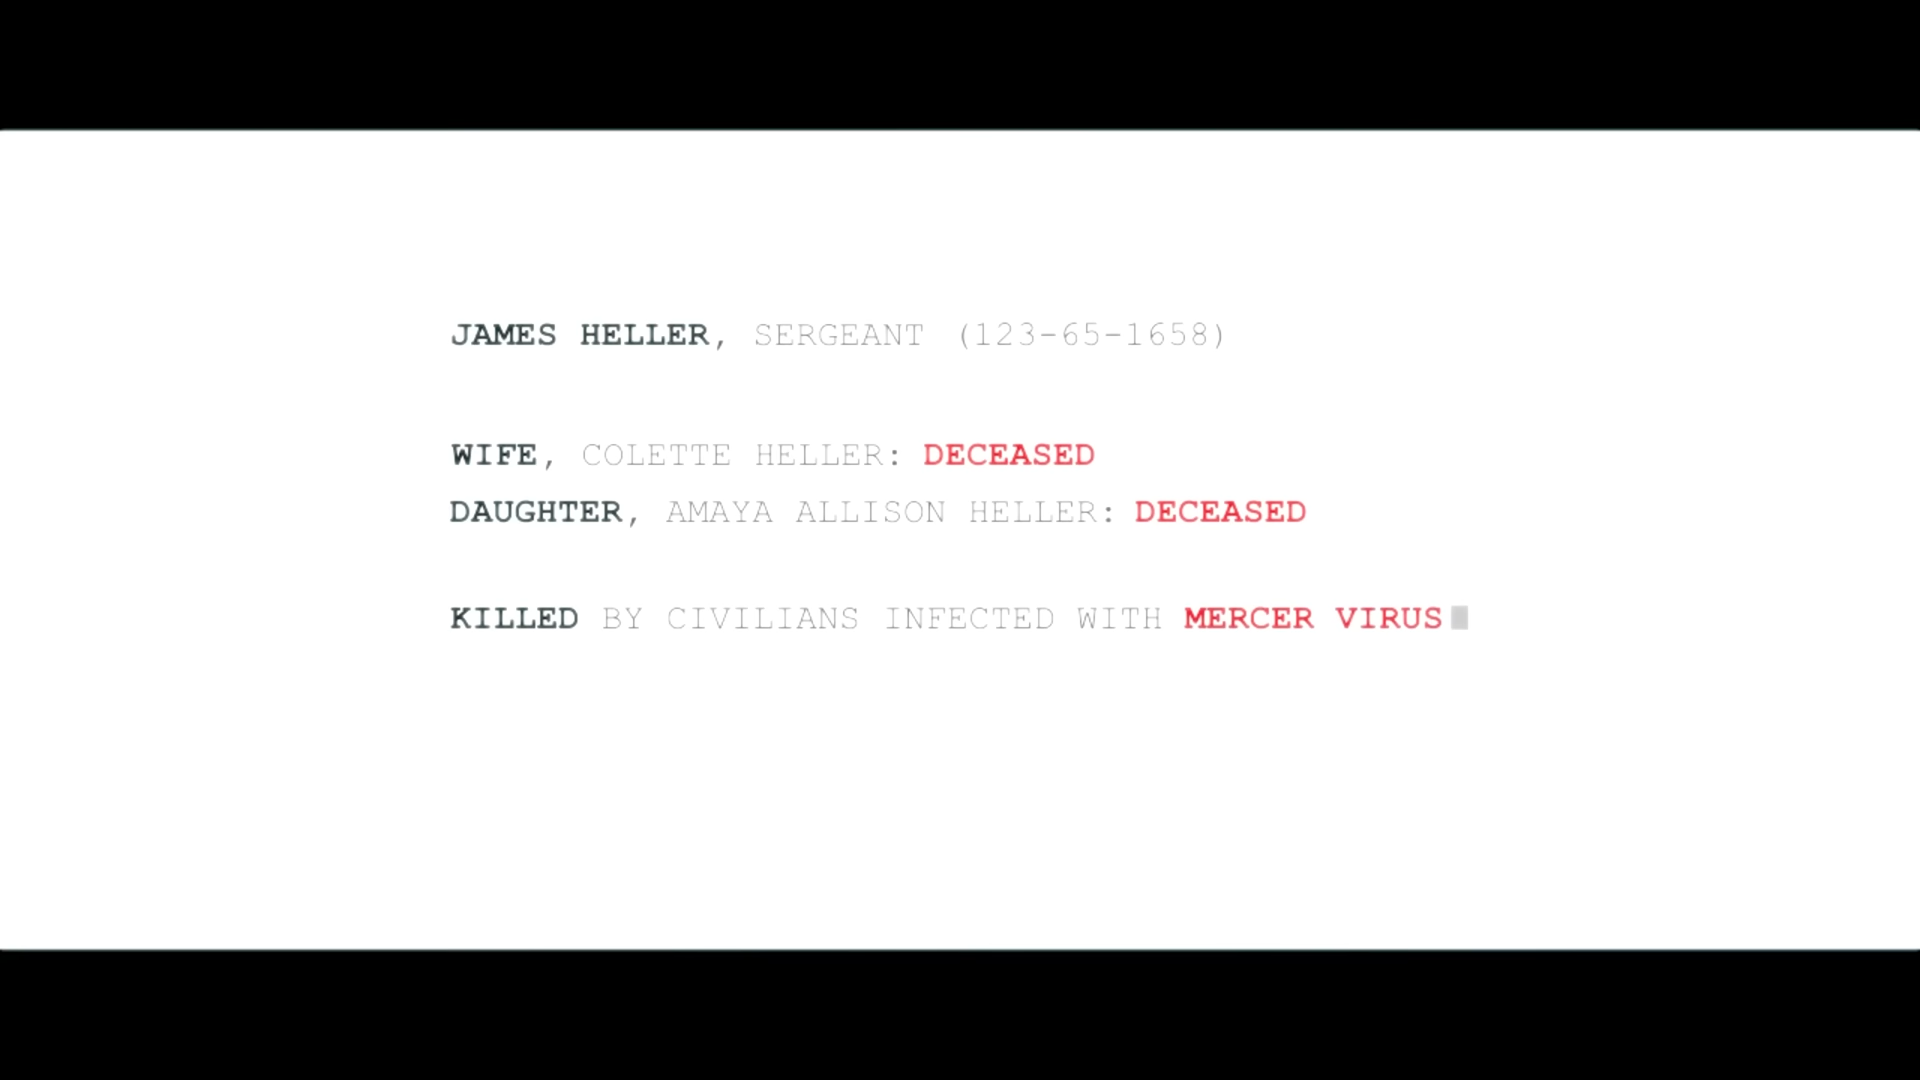 JAMES HELLER, SERGEANT (123-65-1658)
WIFE, COLETTE HELLER: DECEASED
DAUGHTER, AMAYA ALLISON HELLER: DECEASED
KILLED BY CIVILIANS INFECTED WITH MERCER VIRUS